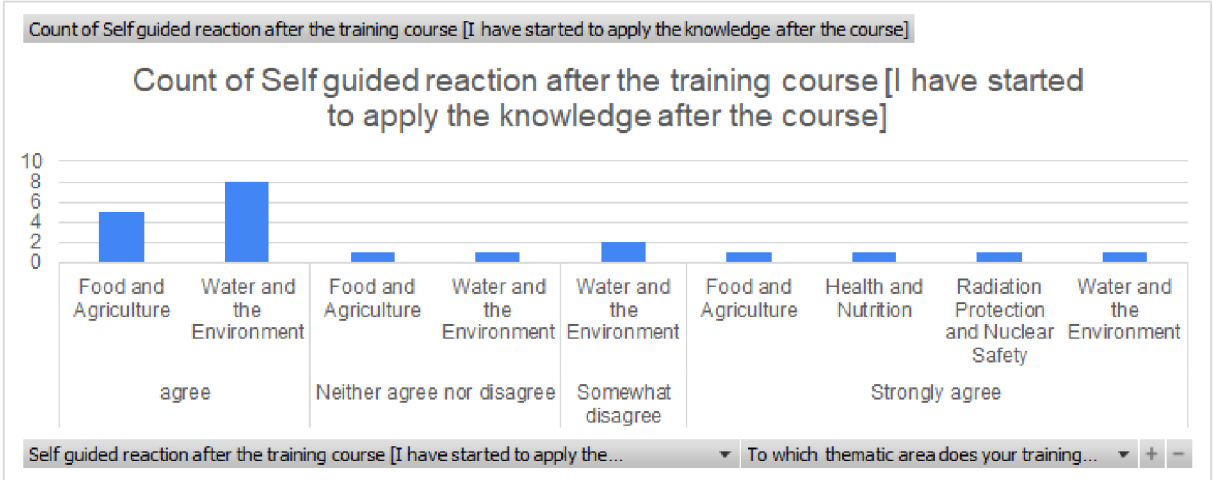 Count of Self guided reaction after the training course [I have started to apply the knowledge after the course]
Count of Self guided reaction after the training course [I have started
to apply the knowledge after the course]
10
8
6
4
2
0
Food and
Agriculture
Water and
the
Environment
Food and
Agriculture
Water and
the
Environment
Water and
the
Environment
Food and
Agriculture
Health and
Nutrition
Radiation
Protection
and Nuclear
Safety
Water and
the
Environment
agree
Neither agree nor disagree
Somewhat
disagree
Strongly agree
Self guided reaction after the training course [I have started to apply the...
To which thematic area does your training...
+
−